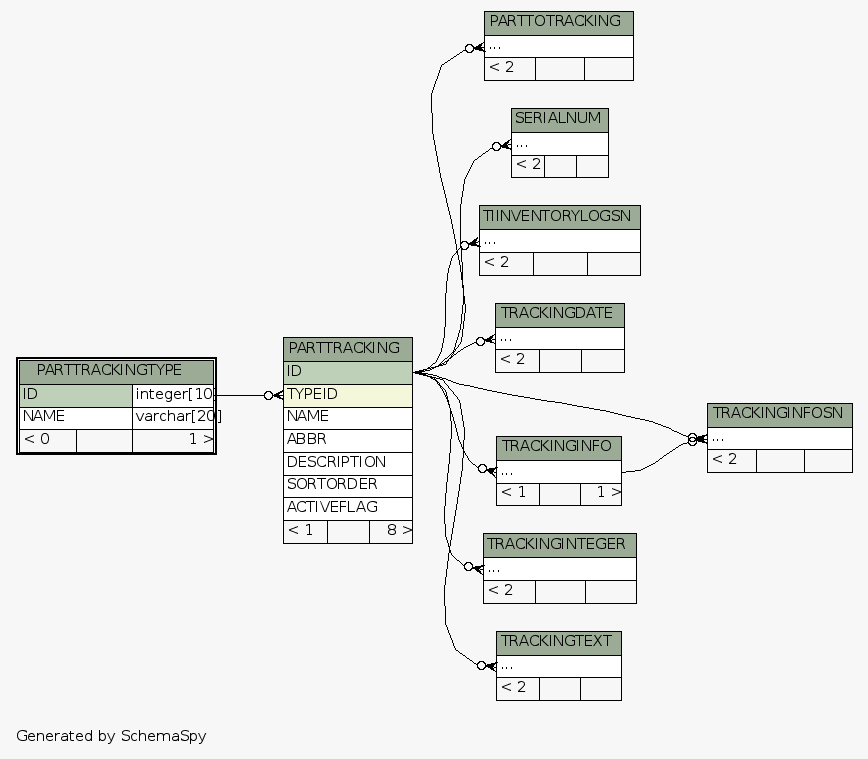 PARTTOTRACKING
...
< 2
SERIALNUM
...
< 2
TIINVENTORYLOGSN
...
< 2
TRACKINGDATE
...
< 2
PARTTRACKINGTYPE
ID integer[10]
NAME varchar[20]
< 0 1 >
PARTTRACKING
ID
TYPEID
NAME
ABBR
DESCRIPTION
SORTORDER
ACTIVEFLAG
< 1 8 >
TRACKINGINFOSN
...
< 2
TRACKINGINFO
...
< 1 1 >
TRACKINGINTEGER
...
< 2
TRACKINGTEXT
...
< 2
Generated by SchemaSpy